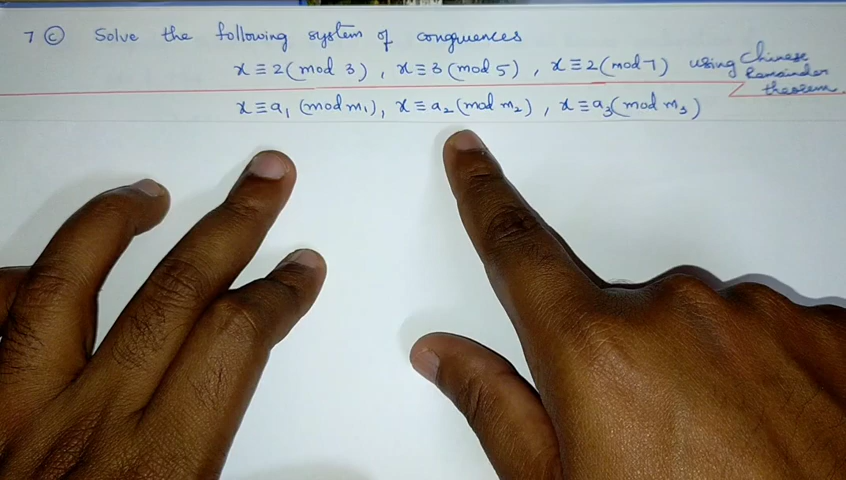 7 ⓒ Solve the following system of congruences
x ≡ 2 (mod 3) , x ≡ 3 (mod 5) , x ≡ 2 (mod 7) using Chinese
Remainder
theorem
x ≡ a₁ (mod m₁), x ≡ a₂ (mod m₂) , x ≡ a₃ (mod m₃)